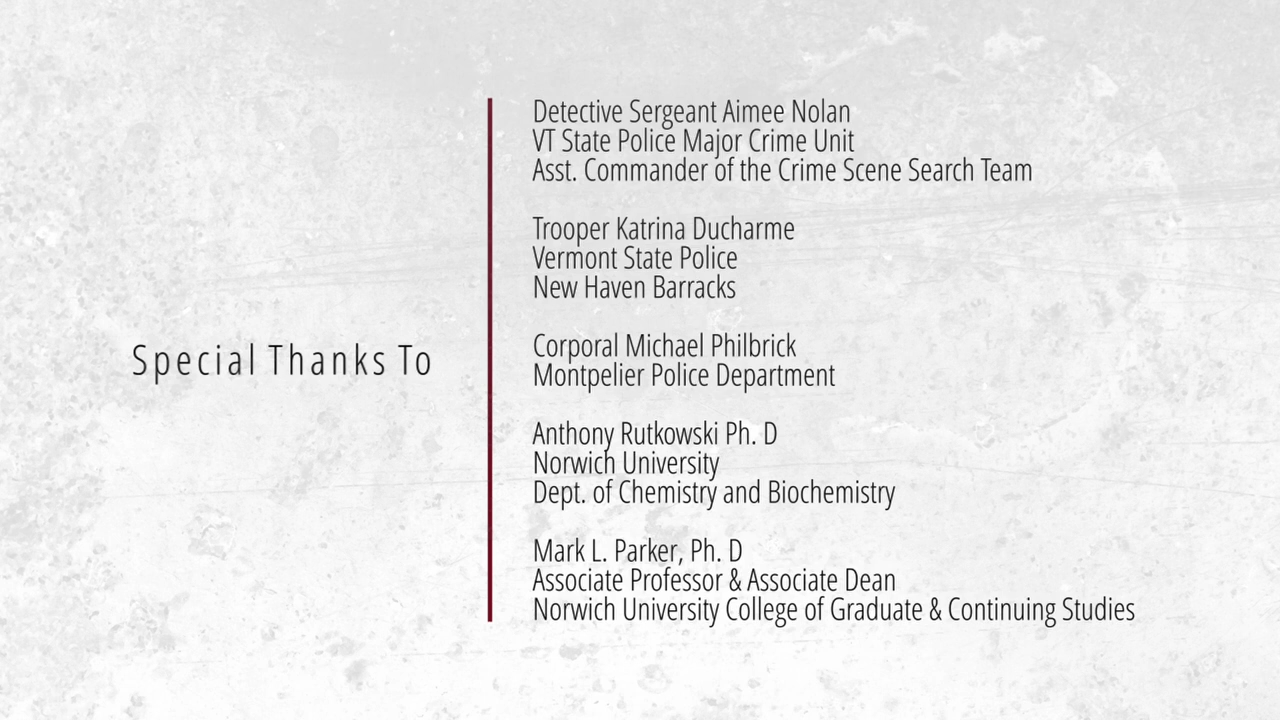 Special Thanks To
Detective Sergeant Aimee Nolan
VT State Police Major Crime Unit
Asst. Commander of the Crime Scene Search Team
Trooper Katrina Ducharme
Vermont State Police
New Haven Barracks
Corporal Michael Philbrick
Montpelier Police Department
Anthony Rutkowski Ph. D
Norwich University
Dept. of Chemistry and Biochemistry
Mark L. Parker, Ph. D
Associate Professor & Associate Dean
Norwich University College of Graduate & Continuing Studies